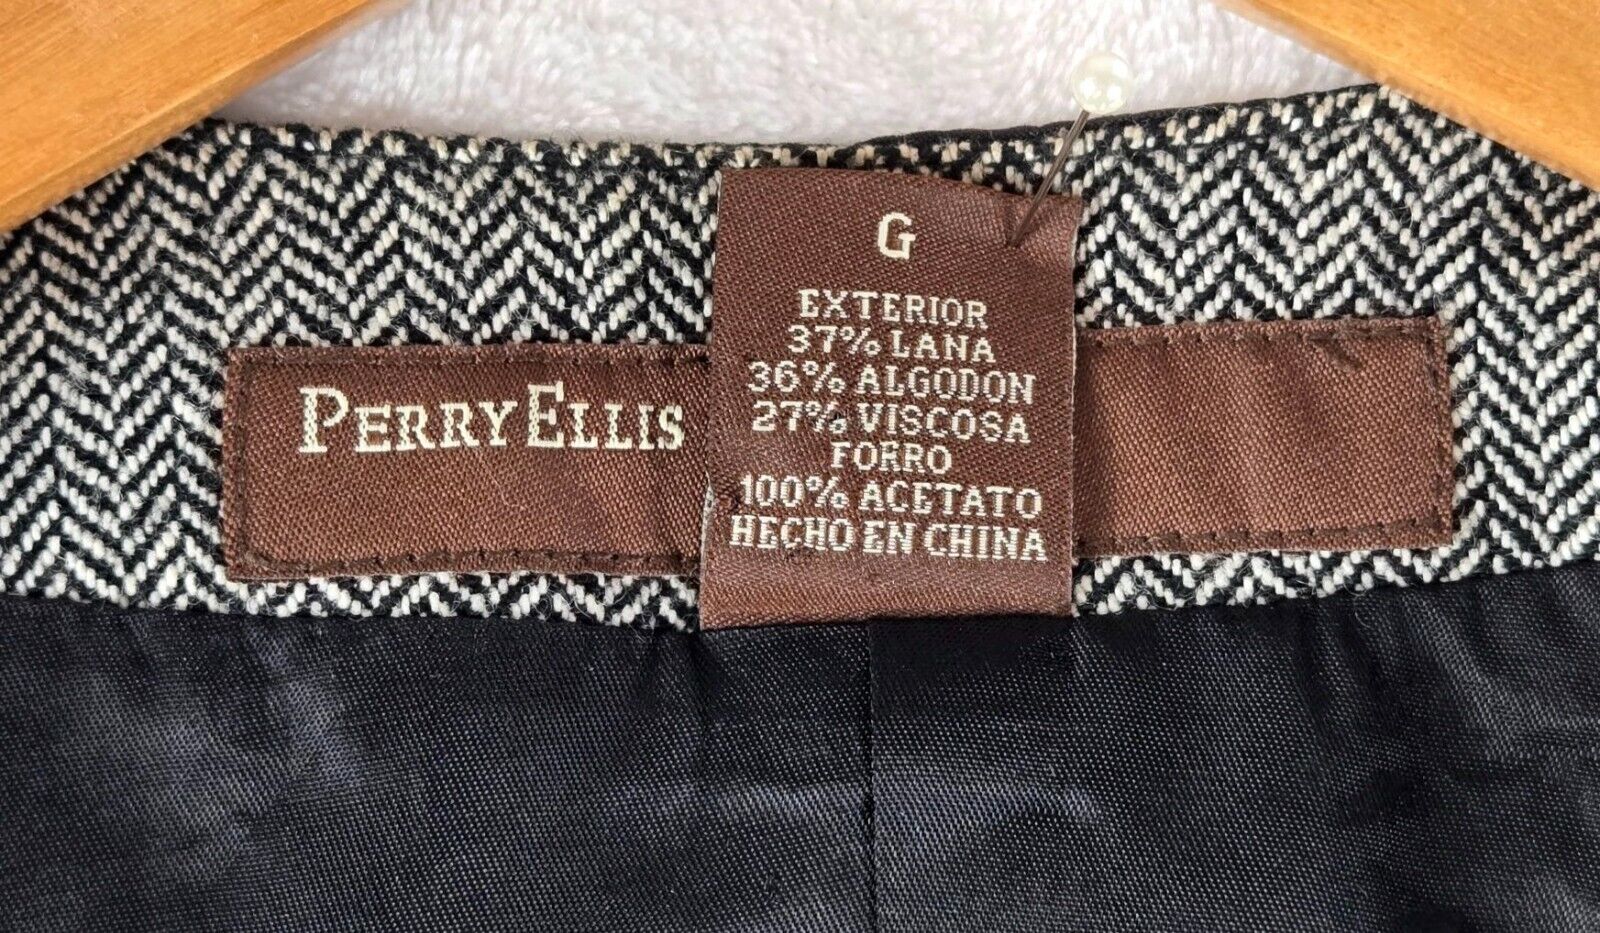 PERRY ELLIS
G
EXTERIOR
37% LANA
36% ALGODON
27% VISCOSA
FORRO
100% ACETATO
HECHO EN CHINA